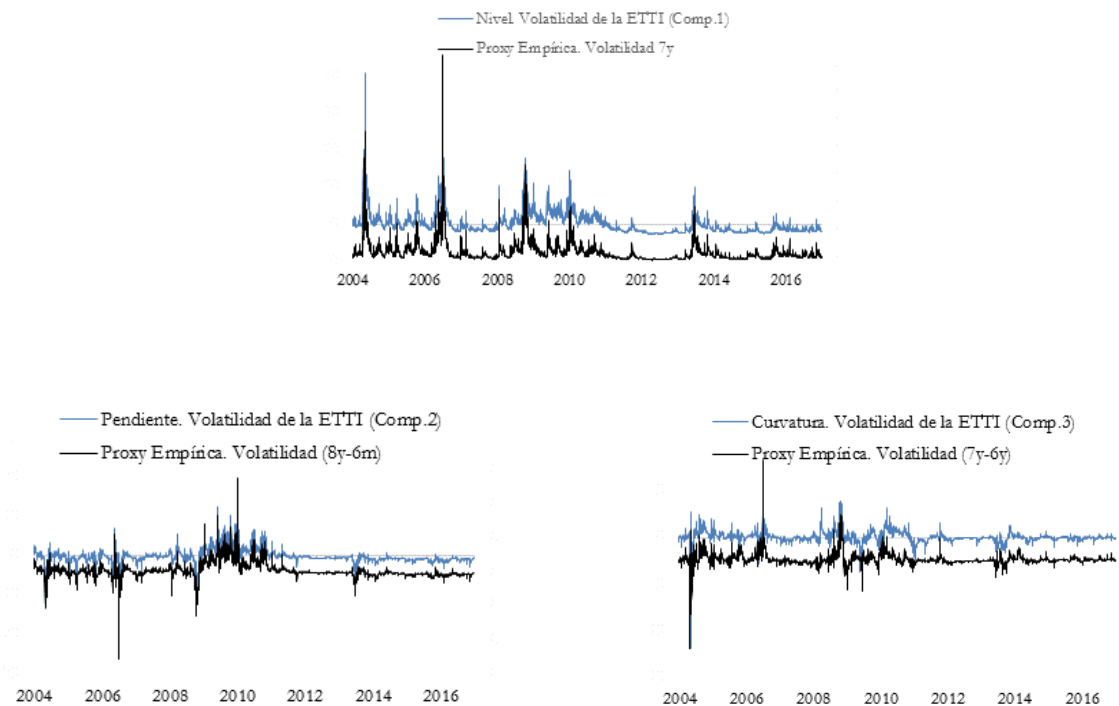 Nivel. Volatilidad de la ETTI (Comp.1)
Proxy Empírica. Volatilidad 7y
2004 2006 2008 2010 2012 2014 2016
Pendiente. Volatilidad de la ETTI (Comp.2)
Proxy Empírica. Volatilidad (8y-6m)
2004 2006 2008 2010 2012 2014 2016
Curvatura. Volatilidad de la ETTI (Comp.3)
Proxy Empírica. Volatilidad (7y-6y)
2004 2006 2008 2010 2012 2014 2016